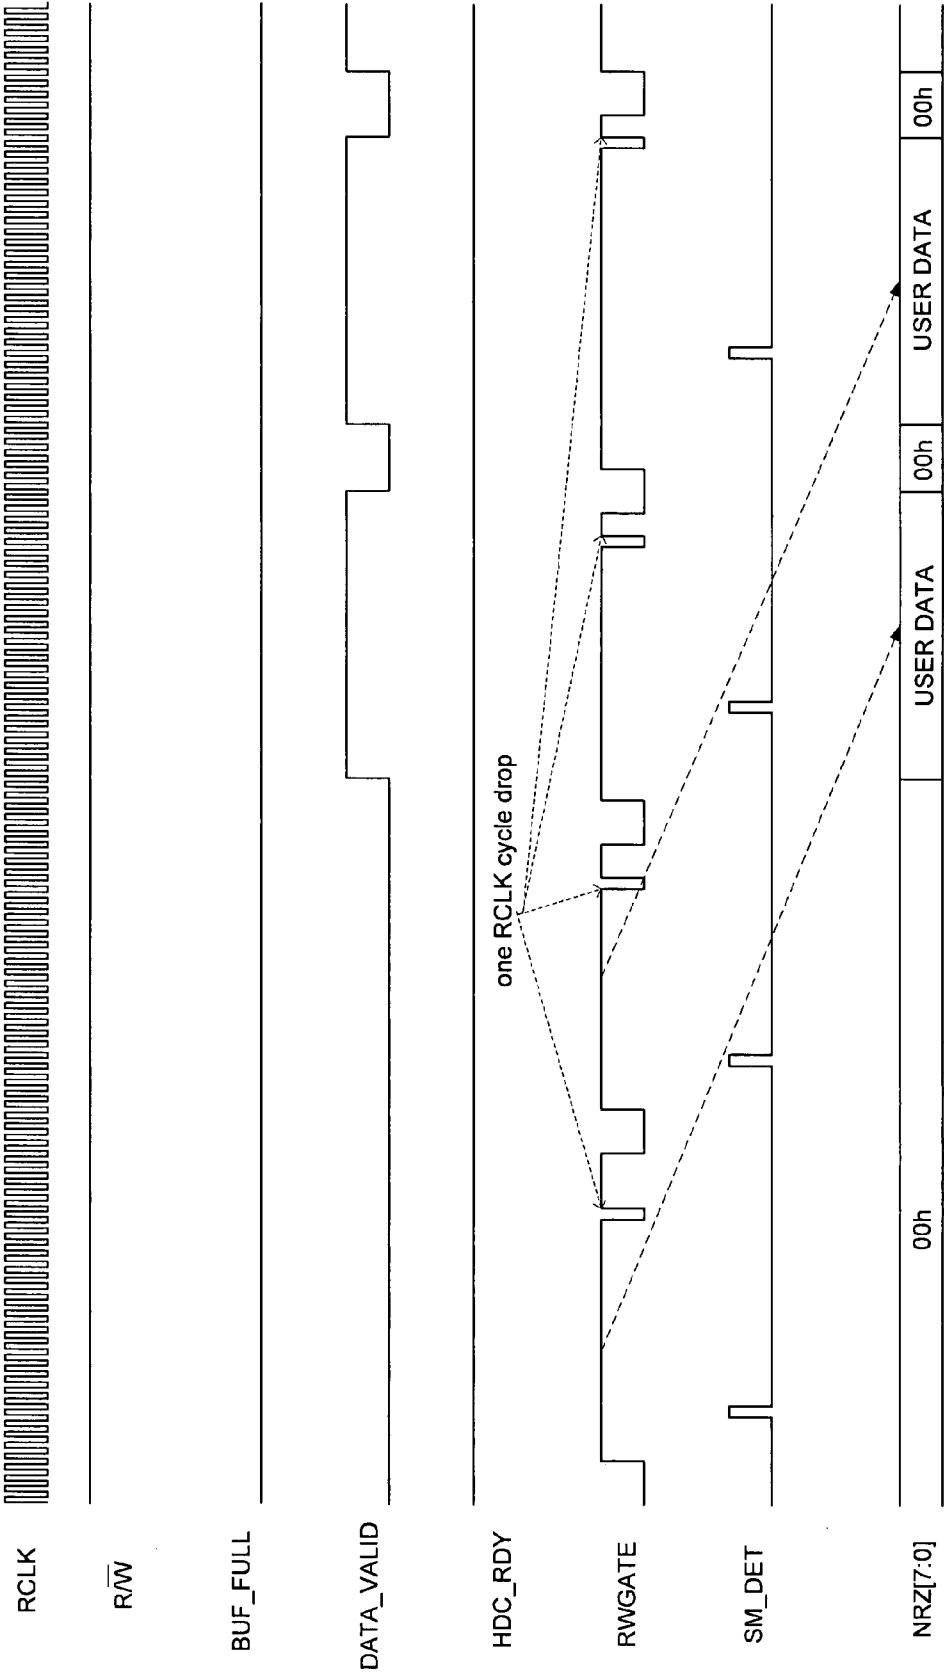 RCLK
R/W̅
BUF_FULL
DATA_VALID
HDC_RDY
one RCLK cycle drop
RWGATE
SM_DET
NRZ[7:0]
00h
USER DATA
00h
USER DATA
00h